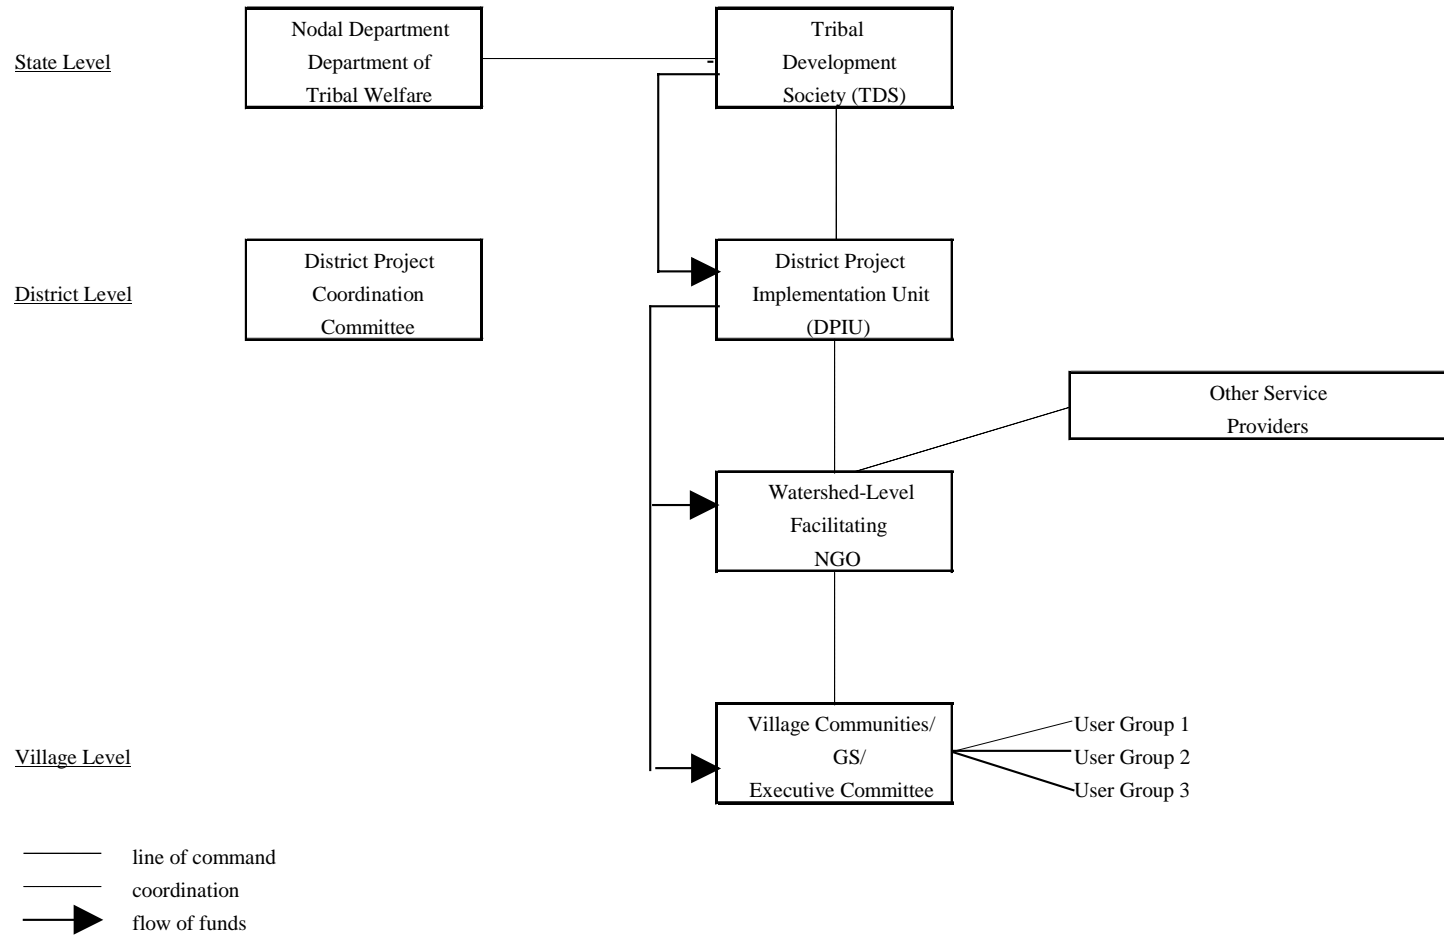 State Level
Nodal Department
Department of
Tribal Welfare
Tribal
Development
Society (TDS)
District Level
District Project
Coordination
Committee
District Project
Implementation Unit
(DPIU)
Other Service
Providers
Watershed-Level
Facilitating
NGO
Village Level
Village Communities/
GS/
Executive Committee
User Group 1
User Group 2
User Group 3
line of command
coordination
flow of funds